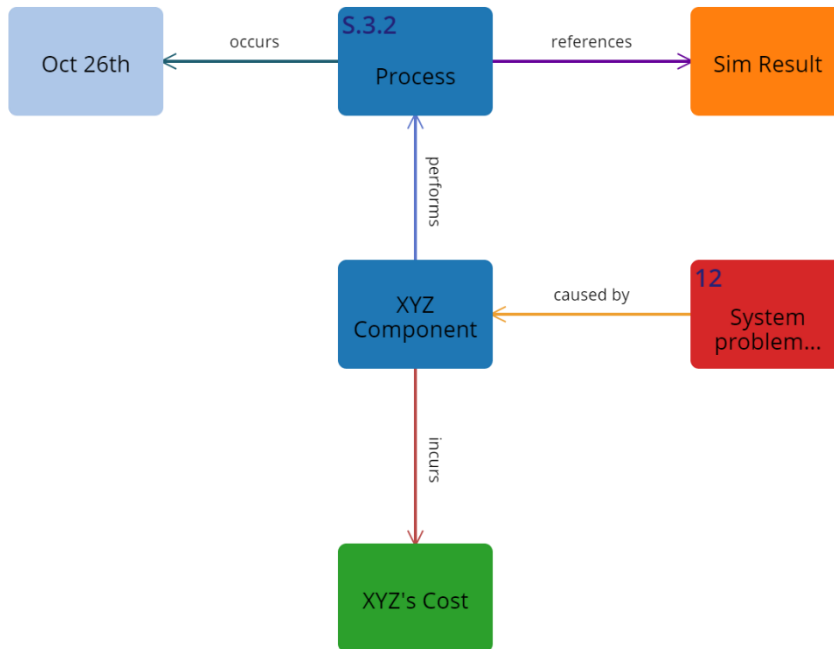 S.3.2
Oct 26th
occurs
Process
references
Sim Result
performs
XYZ
Component
caused by
12
System
problem...
incurs
XYZ's Cost